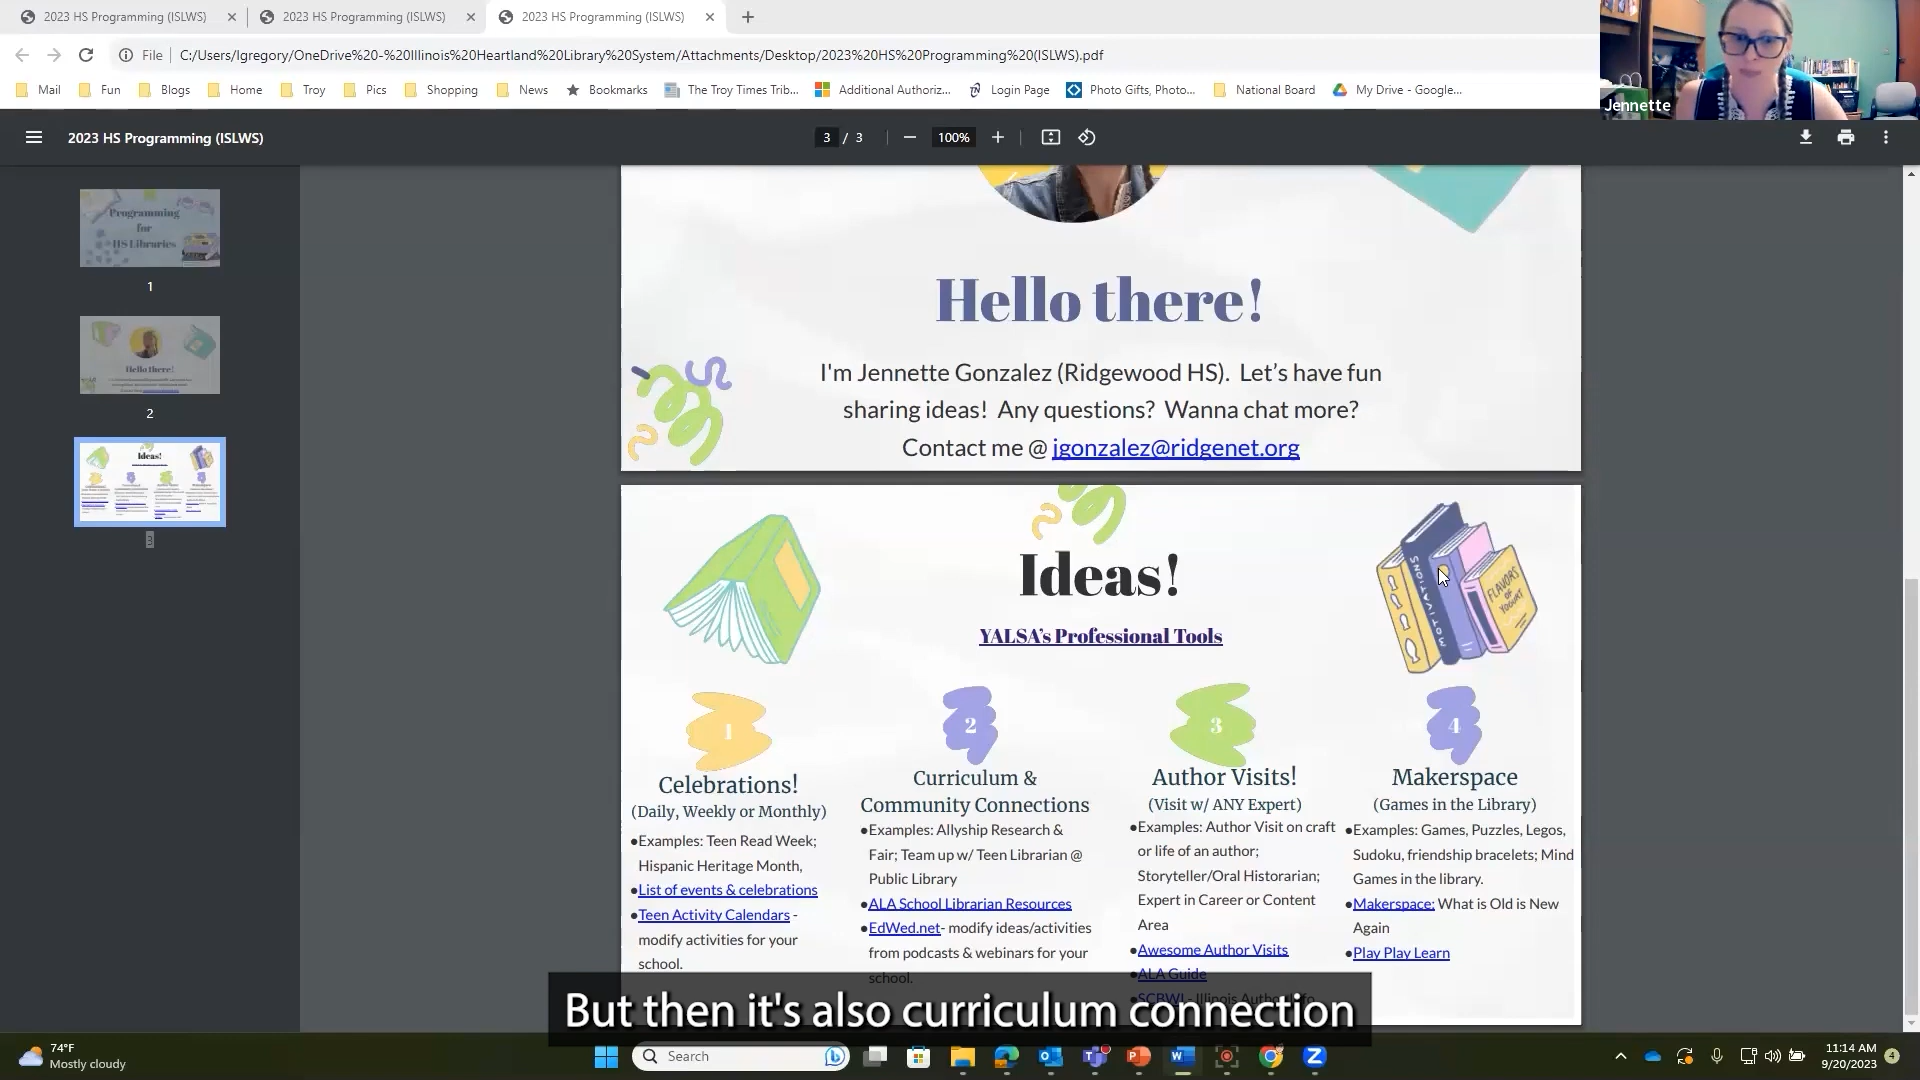 2023 HS Programming (ISLWS)
2023 HS Programming (ISLWS)
2023 HS Programming (ISLWS)
File
C:/Users/lgregory/OneDrive%20-%20Illinois%20Heartland%20Library%20System/Attachments/Desktop/2023%20HS%20Programming%20(ISLWS).pdf
Mail
Fun
Blogs
Home
Troy
Pics
Shopping
News
Bookmarks
The Troy Times Trib...
Additional Authoriz...
Login Page
Photo Gifts, Photo...
National Board
My Drive - Google...
Jennette
2023 HS Programming (ISLWS)
3 / 3
100%
Programming
for
HS Libraries
1
Hello there!
2
Ideas!
3
Hello there!
I'm Jennette Gonzalez (Ridgewood HS). Let's have fun
sharing ideas! Any questions? Wanna chat more?
Contact me @ jgonzalez@ridgenet.org
Ideas!
YALSA's Professional Tools
FLAVORS
OF
YOGURT
1
Celebrations!
(Daily, Weekly or Monthly)
●Examples: Teen Read Week;
Hispanic Heritage Month,
●List of events & celebrations
●Teen Activity Calendars -
modify activities for your
school.
2
Curriculum &
Community Connections
●Examples: Allyship Research &
Fair; Team up w/ Teen Librarian @
Public Library
●ALA School Librarian Resources
●EdWed.net- modify ideas/activities
from podcasts & webinars for your
school.
3
Author Visits!
(Visit w/ ANY Expert)
●Examples: Author Visit on craft
or life of an author;
Storyteller/Oral Historarian;
Expert in Career or Content
Area
●Awesome Author Visits
●ALA Guide
●SCBWI - Illinois Author Info
4
Makerspace
(Games in the Library)
●Examples: Games, Puzzles, Legos,
Sudoku, friendship bracelets; Mind
Games in the library.
●Makerspace: What is Old is New
Again
●Play Play Learn
But then it's also curriculum connection
74°F
Mostly cloudy
Search
11:14 AM
9/20/2023
4